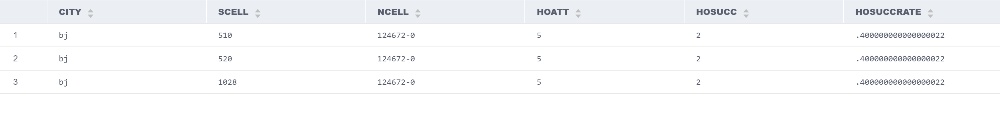 CITY SCELL NCELL HOATT HOSUCC HOSUCCRATE
1 bj 510 124672-0 5 2 .400000000000000022
2 bj 520 124672-0 5 2 .400000000000000022
3 bj 1028 124672-0 5 2 .400000000000000022